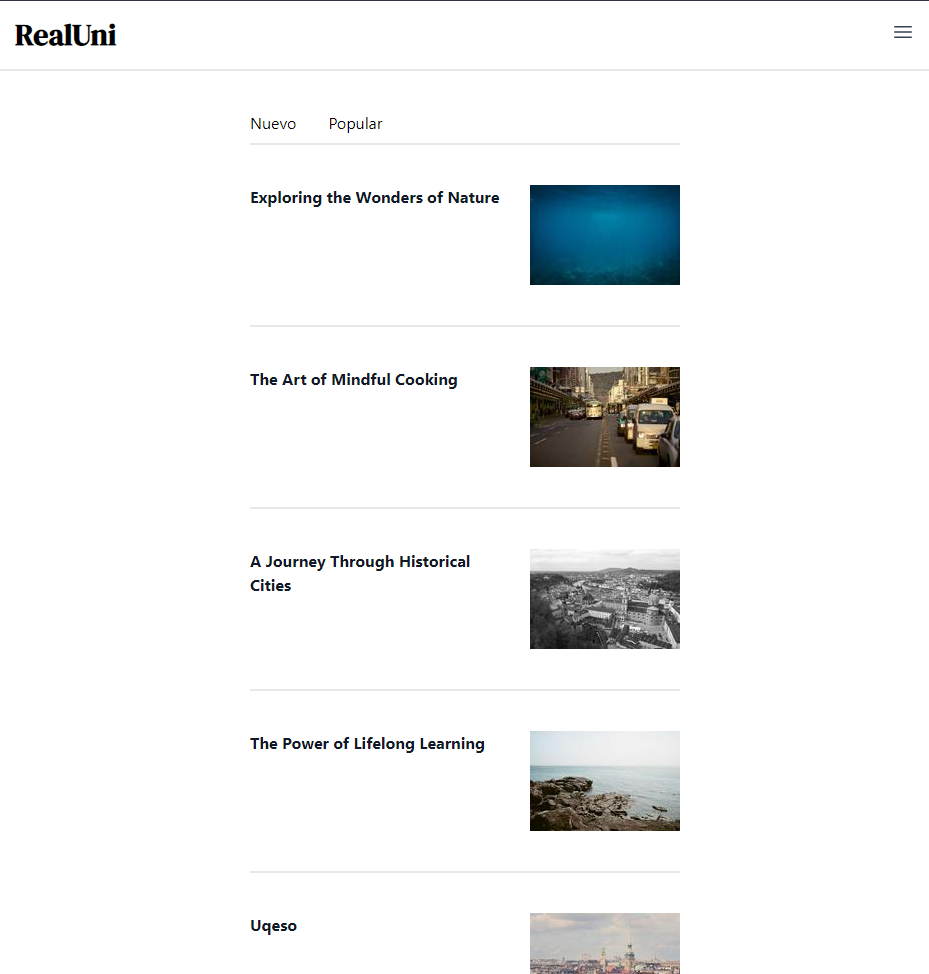 RealUni
Nuevo Popular
Exploring the Wonders of Nature
The Art of Mindful Cooking
A Journey Through Historical
Cities
The Power of Lifelong Learning
Uqeso